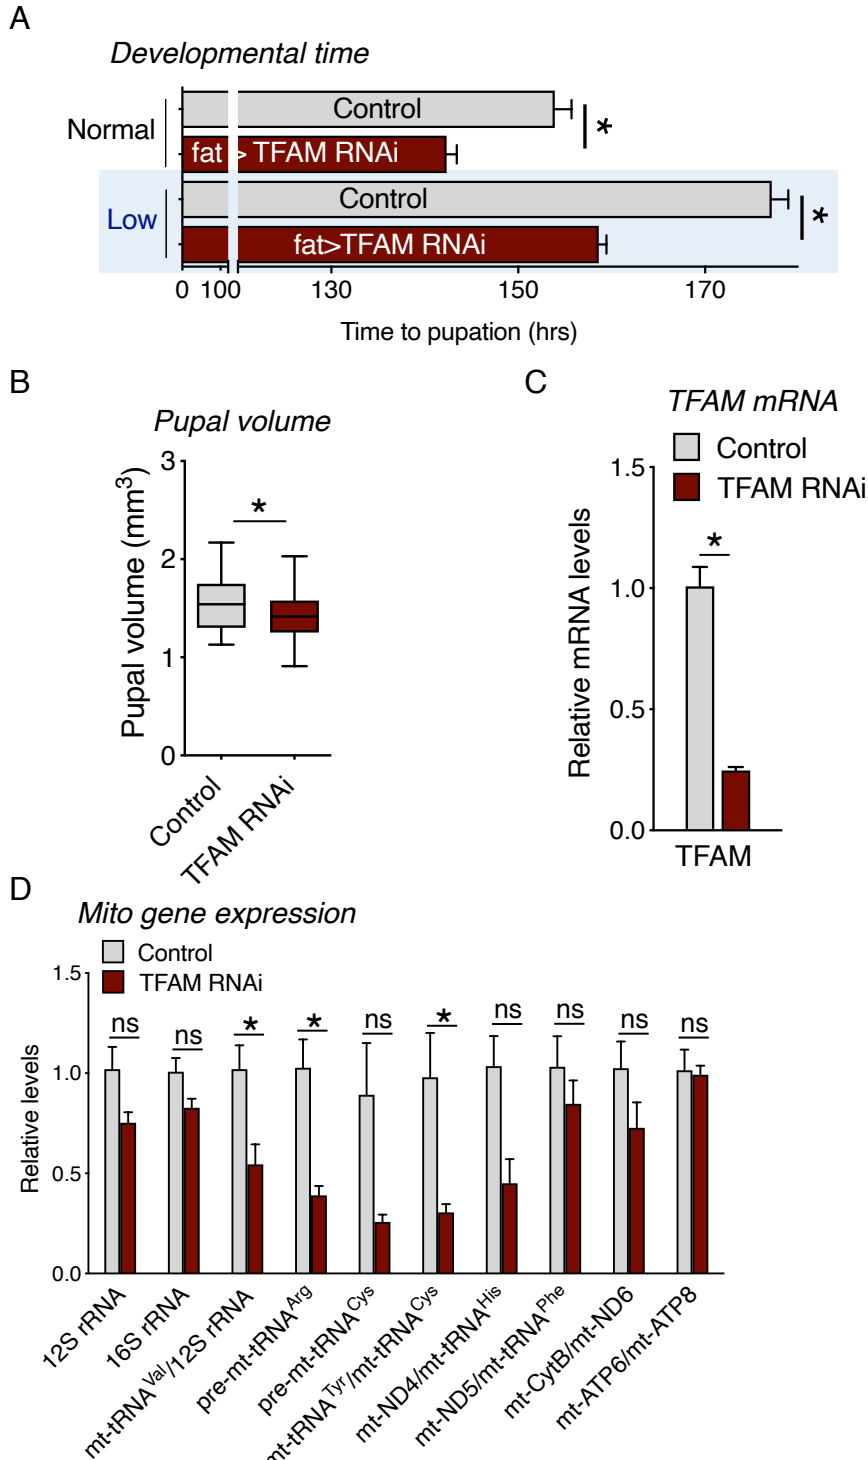 A
Developmental time
Normal
Control
*
fat > TFAM RNAi
Low
Control
*
fat>TFAM RNAi
0 100 130 150 170
Time to pupation (hrs)
B
Pupal volume
Pupal volume (mm3)
3
2
1
0
*
Control
TFAM RNAi
C
TFAM mRNA
Control
TFAM RNAi
Relative mRNA levels
1.5
1.0
0.5
0.0
*
TFAM
D
Mito gene expression
Control
TFAM RNAi
Relative levels
1.5
1.0
0.5
0.0
ns ns * * ns * ns ns ns ns
12S rRNA
16S rRNA
mt-tRNAVal/12S rRNA
pre-mt-tRNAArg
pre-mt-tRNACys
mt-tRNATyr/mt-tRNACys
mt-ND4/mt-tRNAHis
mt-ND5/mt-tRNAPhe
mt-CytB/mt-ND6
mt-ATP6/mt-ATP8